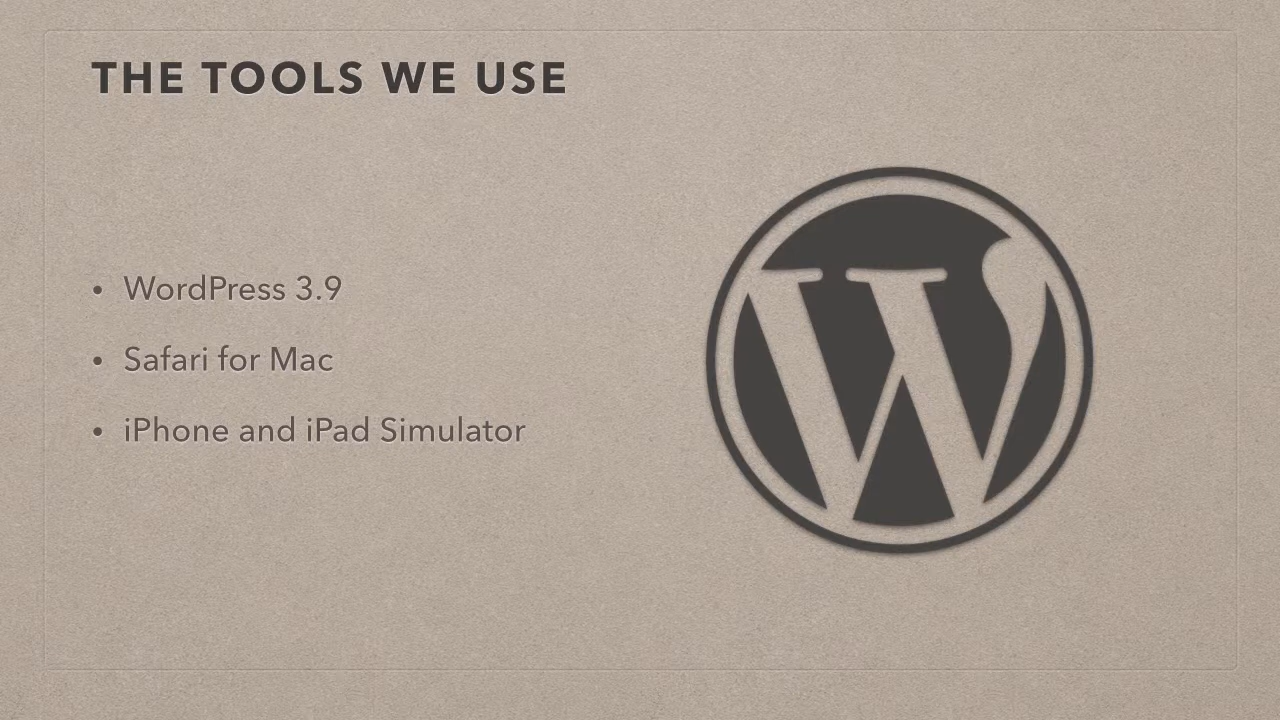 THE TOOLS WE USE
• WordPress 3.9
• Safari for Mac
• iPhone and iPad Simulator